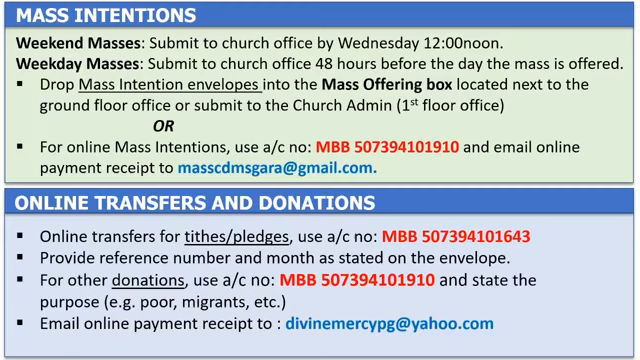 MASS INTENTIONS
Weekend Masses: Submit to church office by Wednesday 12:00noon.
Weekday Masses: Submit to church office 48 hours before the day the mass is offered.
▪ Drop Mass Intention envelopes into the Mass Offering box located next to the
ground floor office or submit to the Church Admin (1st floor office)
OR
▪ For online Mass Intentions, use a/c no: MBB 507394101910 and email online
payment receipt to masscdmsgara@gmail.com.
ONLINE TRANSFERS AND DONATIONS
▪ Online transfers for tithes/pledges, use a/c no: MBB 507394101643
▪ Provide reference number and month as stated on the envelope.
▪ For other donations, use a/c no: MBB 507394101910 and state the
purpose (e.g. poor, migrants, etc.)
▪ Email online payment receipt to : divinemercypg@yahoo.com